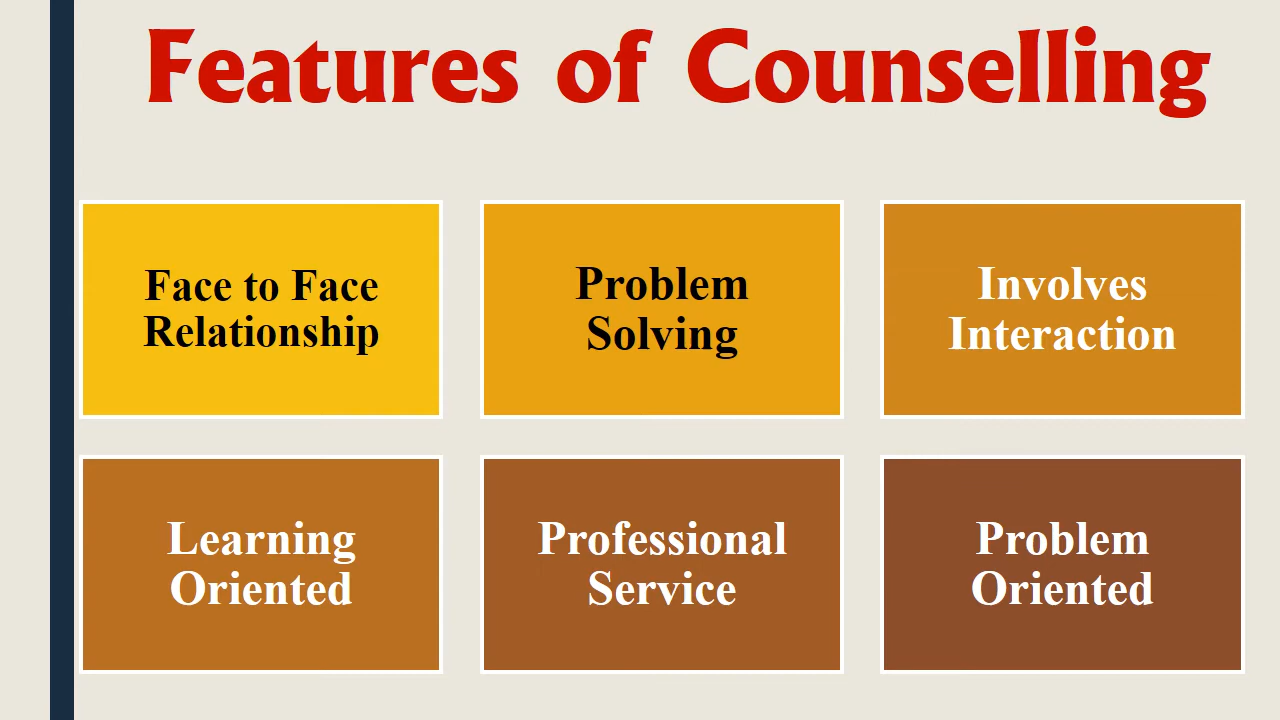 Features of Counselling
Face to Face
Relationship
Problem
Solving
Involves
Interaction
Learning
Oriented
Professional
Service
Problem
Oriented